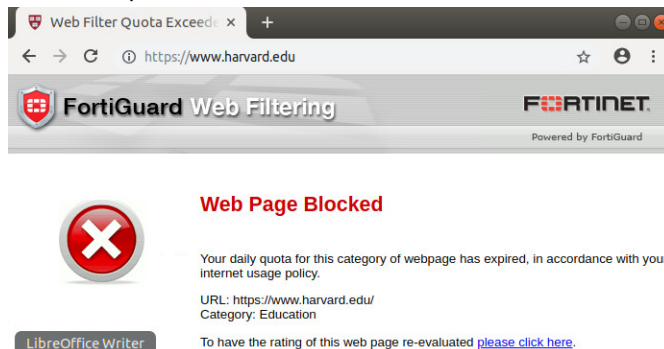 Web Filter Quota Exceede
https://www.harvard.edu
FortiGuard Web Filtering
FORTINET
Powered by FortiGuard
Web Page Blocked
Your daily quota for this category of webpage has expired, in accordance with you
internet usage policy.
URL: https://www.harvard.edu/
Category: Education
LibreOffice Writer
To have the rating of this web page re-evaluated please click here.